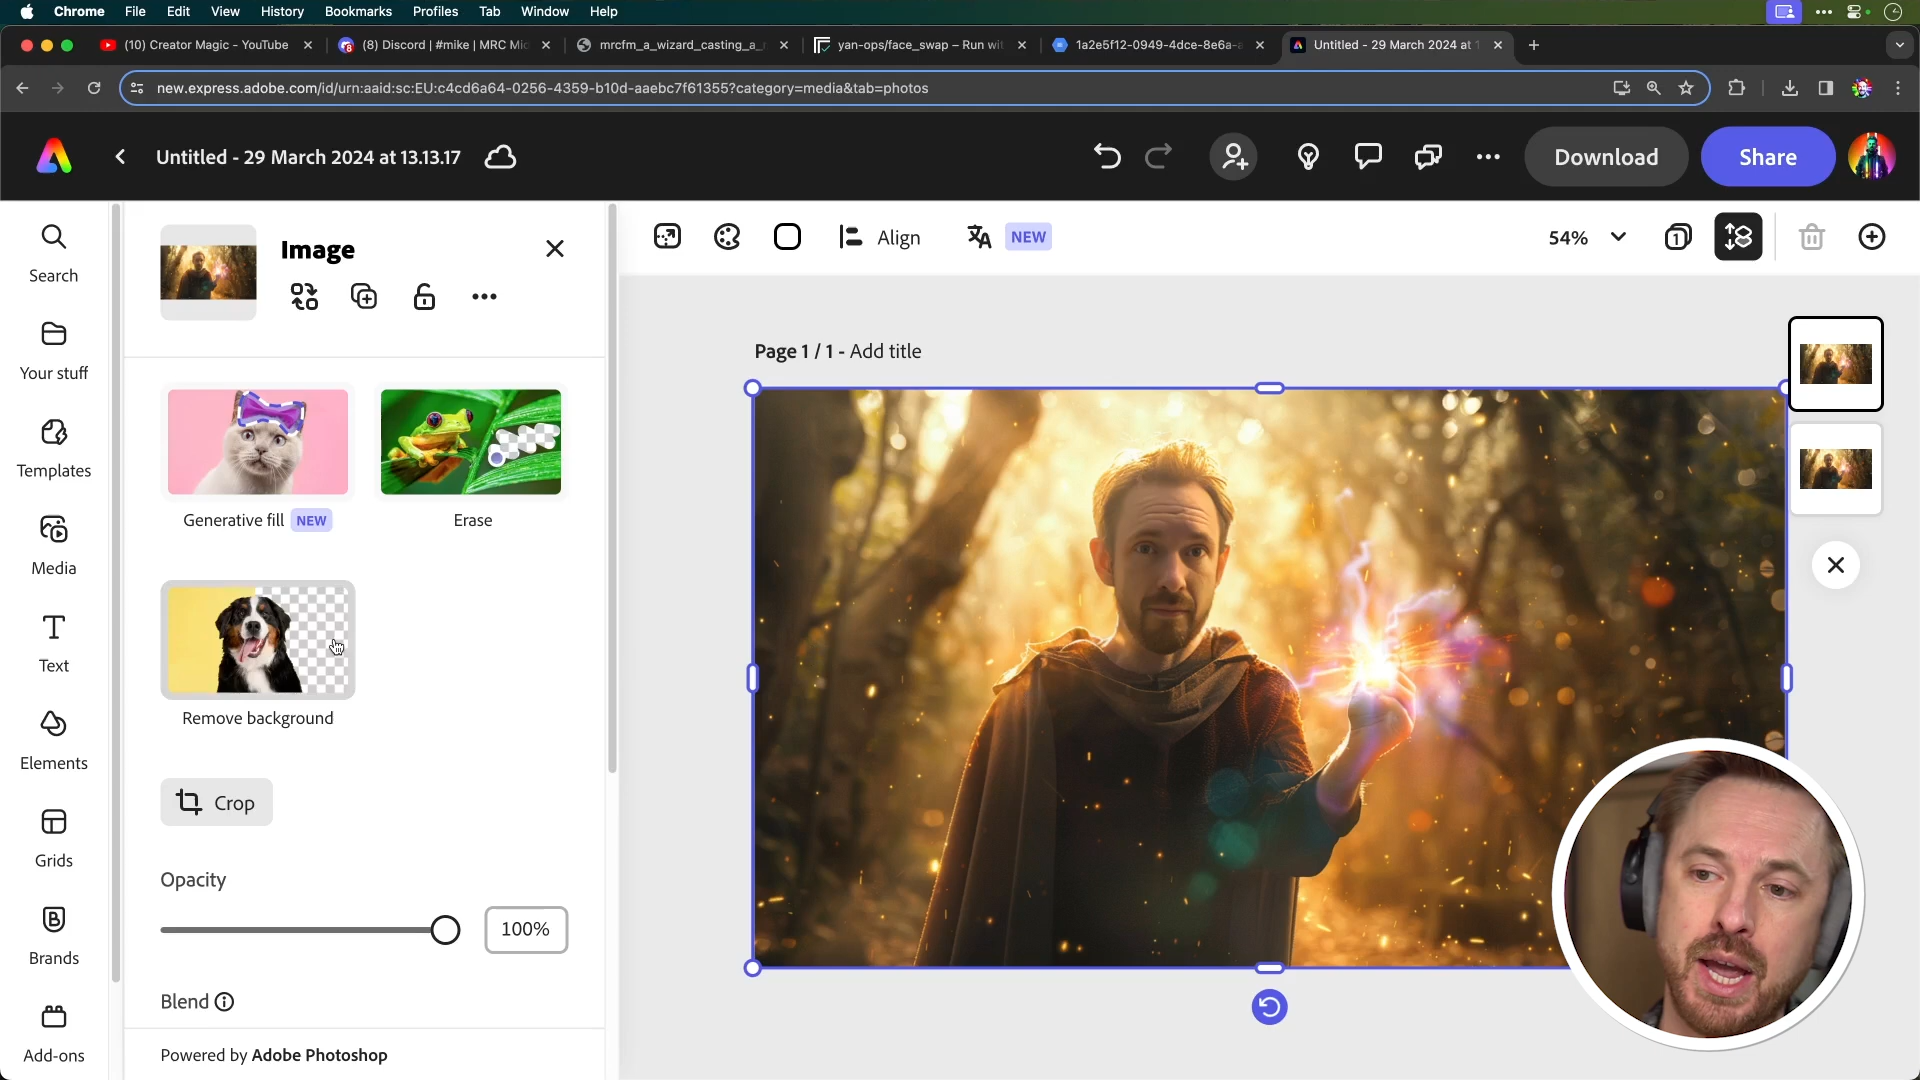 Chrome File Edit View History Bookmarks Profiles Tab Window Help
(10) Creator Magic - YouTube
(8) Discord | #mike | MRC Mic
mrcfm_a_wizard_casting_a_
yan-ops/face_swap – Run wit
1a2e5f12-0949-4dce-8e6a-a
Untitled - 29 March 2024 at 1
new.express.adobe.com/id/urn:aaid:sc:EU:c4cd6a64-0256-4359-b10d-aaebc7f61355?category=media&tab=photos
Untitled - 29 March 2024 at 13.13.17
Download
Share
Search
Your stuff
Templates
Media
Text
Elements
Grids
Brands
Add-ons
Image
Generative fill NEW
Erase
Remove background
Crop
Opacity
100%
Blend
Powered by Adobe Photoshop
Align
NEW
54%
1
Page 1 / 1 - Add title